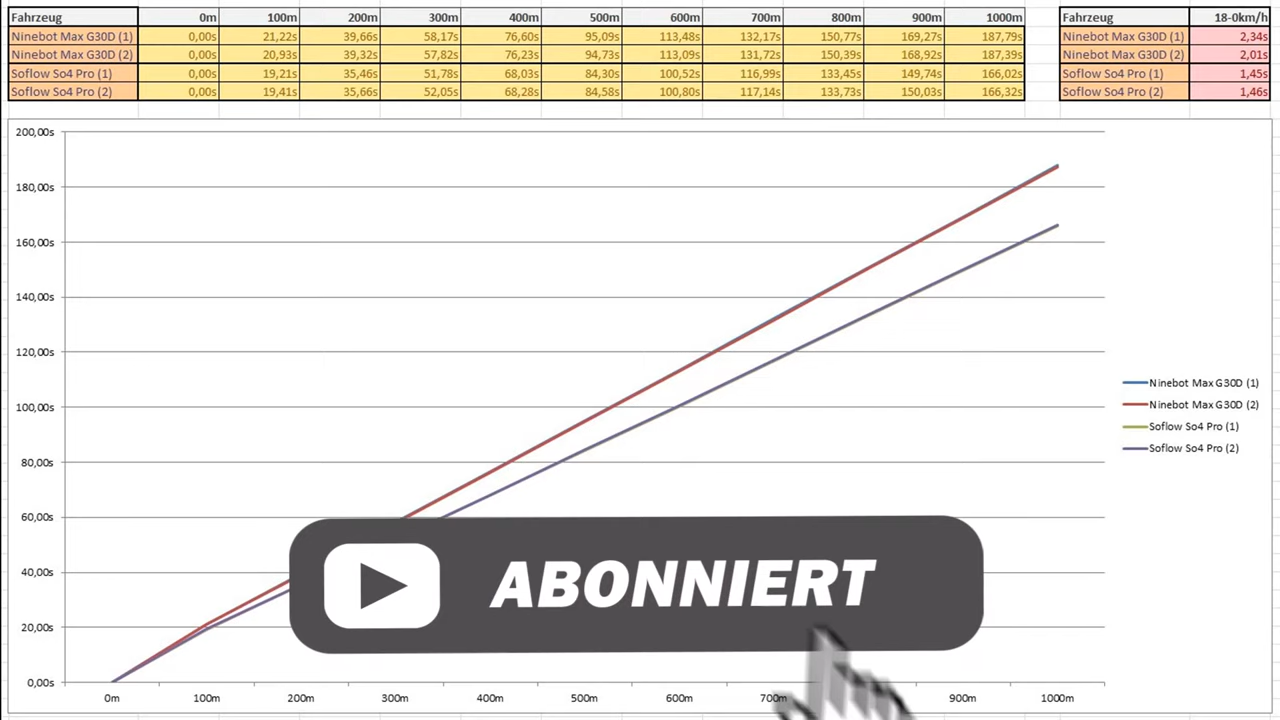 Fahrzeug 0m 100m 200m 300m 400m 500m 600m 700m 800m 900m 1000m
Ninebot Max G30D (1) 0,00s 21,22s 39,66s 58,17s 76,60s 95,09s 113,48s 132,17s 150,77s 169,27s 187,79s
Ninebot Max G30D (2) 0,00s 20,93s 39,32s 57,82s 76,23s 94,73s 113,09s 131,72s 150,39s 168,92s 187,39s
Soflow So4 Pro (1) 0,00s 19,21s 35,46s 51,78s 68,03s 84,30s 100,52s 116,99s 133,45s 149,74s 166,02s
Soflow So4 Pro (2) 0,00s 19,41s 35,66s 52,05s 68,28s 84,58s 100,80s 117,14s 133,73s 150,03s 166,32s
Fahrzeug 18-0km/h
Ninebot Max G30D (1) 2,34s
Ninebot Max G30D (2) 2,01s
Soflow So4 Pro (1) 1,45s
Soflow So4 Pro (2) 1,46s
200,00s
180,00s
160,00s
140,00s
120,00s
100,00s
80,00s
60,00s
40,00s
20,00s
0,00s
0m 100m 200m 300m 400m 500m 600m 700m 900m 1000m
Ninebot Max G30D (1)
Ninebot Max G30D (2)
Soflow So4 Pro (1)
Soflow So4 Pro (2)
ABONNIERT